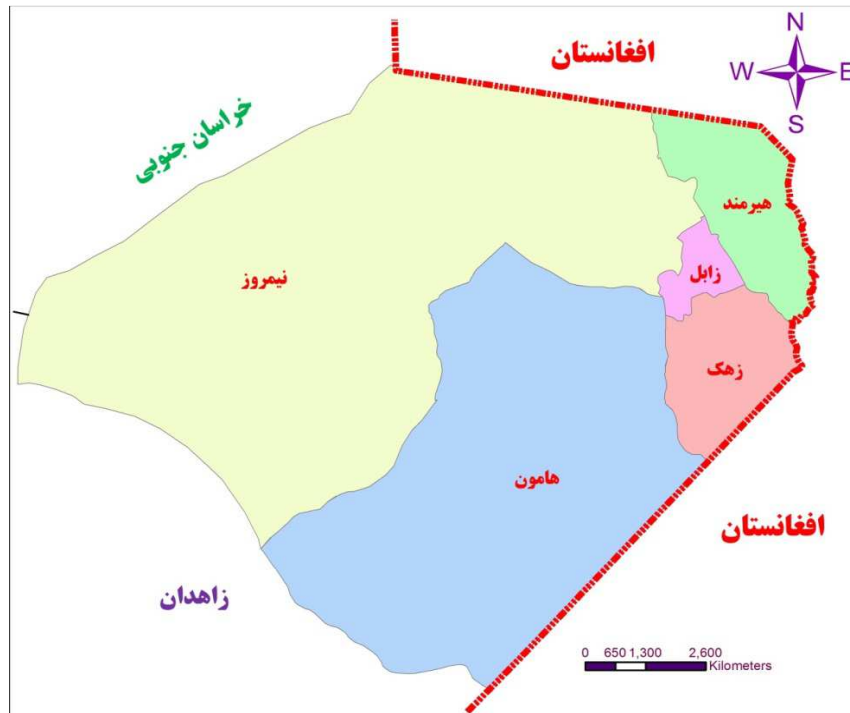 افغانستان
N
W E
S
خراسان جنوبی
هیرمند
زابل
نیمروز
زهک
هامون
افغانستان
زاهدان
0 650 1,300 2,600
Kilometers